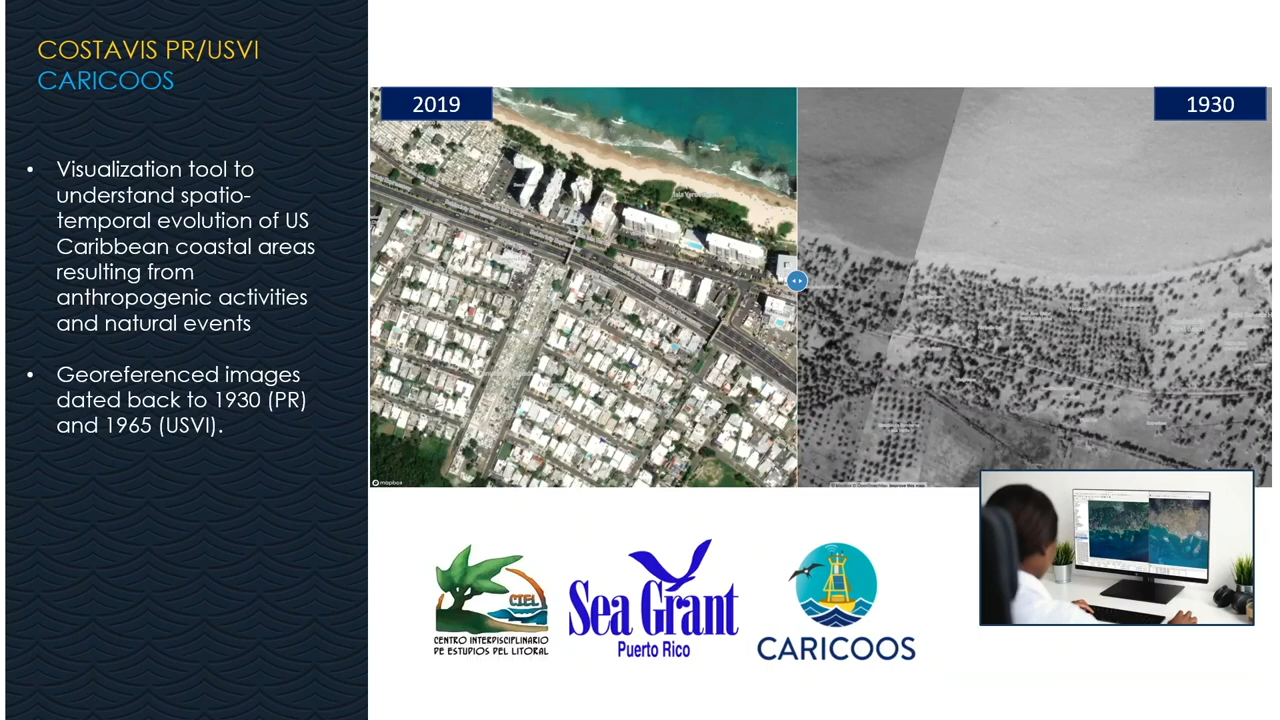 COSTAVIS PR/USVI
CARICOOS
• Visualization tool to
understand spatio-
temporal evolution of US
Caribbean coastal areas
resulting from
anthropogenic activities
and natural events
• Georeferenced images
dated back to 1930 (PR)
and 1965 (USVI).
2019
1930
mapbox
CIEL
CENTRO INTERDISCIPLINARIO
DE ESTUDIOS DEL LITORAL
Sea Grant
Puerto Rico
CARICOOS